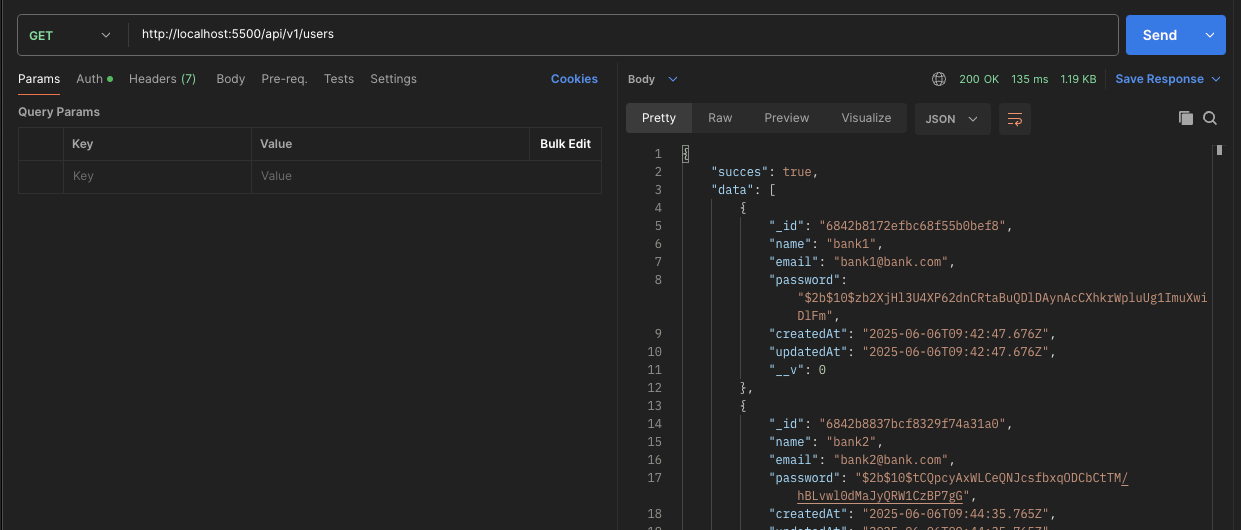 GET http://localhost:5500/api/v1/users Send
Params Auth Headers (7) Body Pre-req. Tests Settings Cookies
Body 200 OK 135 ms 1.19 KB Save Response
Query Params
Key Value Bulk Edit
Key Value
Pretty Raw Preview Visualize JSON
1 {
2 "succes": true,
3 "data": [
4 {
5 "_id": "6842b8172efbc68f55b0bef8",
6 "name": "bank1",
7 "email": "bank1@bank.com",
8 "password":
"$2b$10$zb2XjHl3U4XP62dnCRtaBuQDlDAynAcCXhkrWpluUg1ImuXwi
DlFm",
9 "createdAt": "2025-06-06T09:42:47.676Z",
10 "updatedAt": "2025-06-06T09:42:47.676Z",
11 "__v": 0
12 },
13 {
14 "_id": "6842b8837bcf8329f74a31a0",
15 "name": "bank2",
16 "email": "bank2@bank.com",
17 "password": "$2b$10$tCQpcyAxWLCeQNJcsfbxqODCbCtTM/
hBLvwl0dMaJyQRW1CzBP7gG",
18 "createdAt": "2025-06-06T09:44:35.765Z",